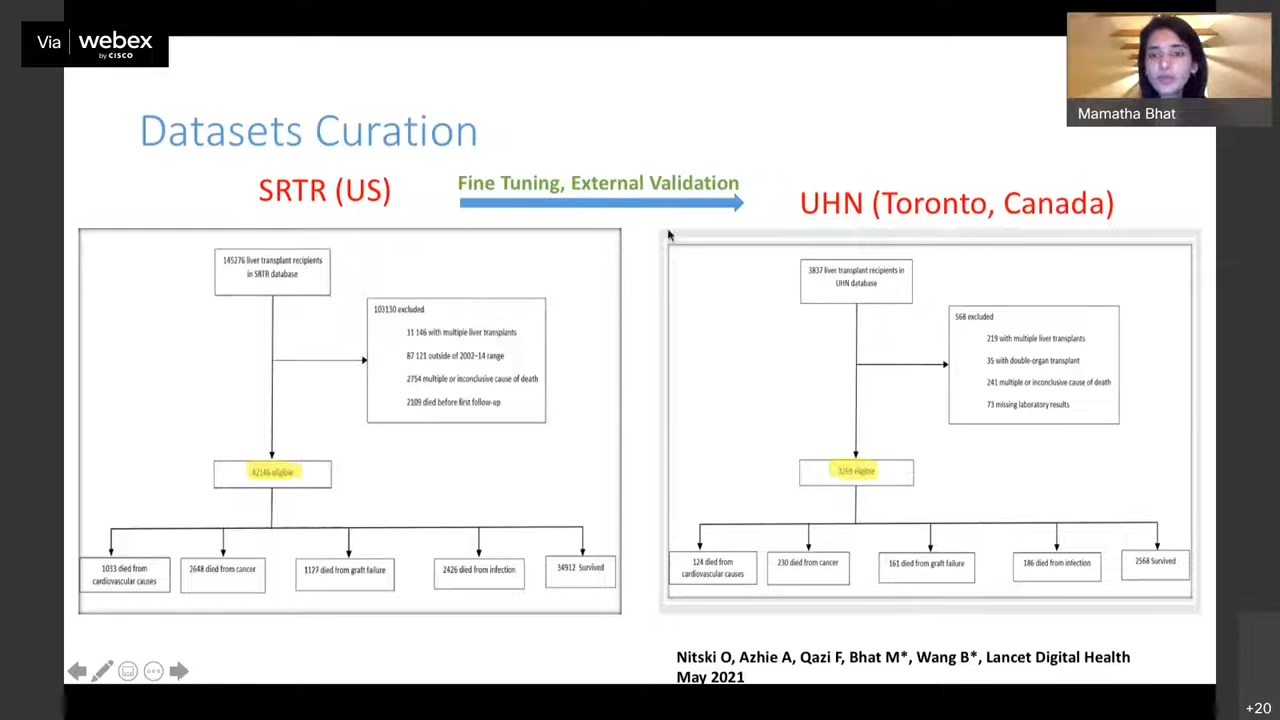 Via webex
by CISCO
Mamatha Bhat
Datasets Curation
SRTR (US)
Fine Tuning, External Validation
UHN (Toronto, Canada)
145276 liver transplant recipients
in SRTR database
103130 excluded
11 146 with multiple liver transplants
87 121 outside of 2002–14 range
2754 multiple or inconclusive cause of death
2109 died before first follow-up
42146 eligible
1033 died from
cardiovascular causes
2648 died from cancer
1127 died from graft failure
2426 died from infection
34912 Survived
3837 liver transplant recipients in
UHN database
568 excluded
219 with multiple liver transplants
35 with double-organ transplant
241 multiple or inconclusive cause of death
73 missing laboratory results
3269 eligible
124 died from
cardiovascular causes
230 died from cancer
161 died from graft failure
186 died from infection
2568 Survived
Nitski O, Azhie A, Qazi F, Bhat M*, Wang B*, Lancet Digital Health
May 2021
+20